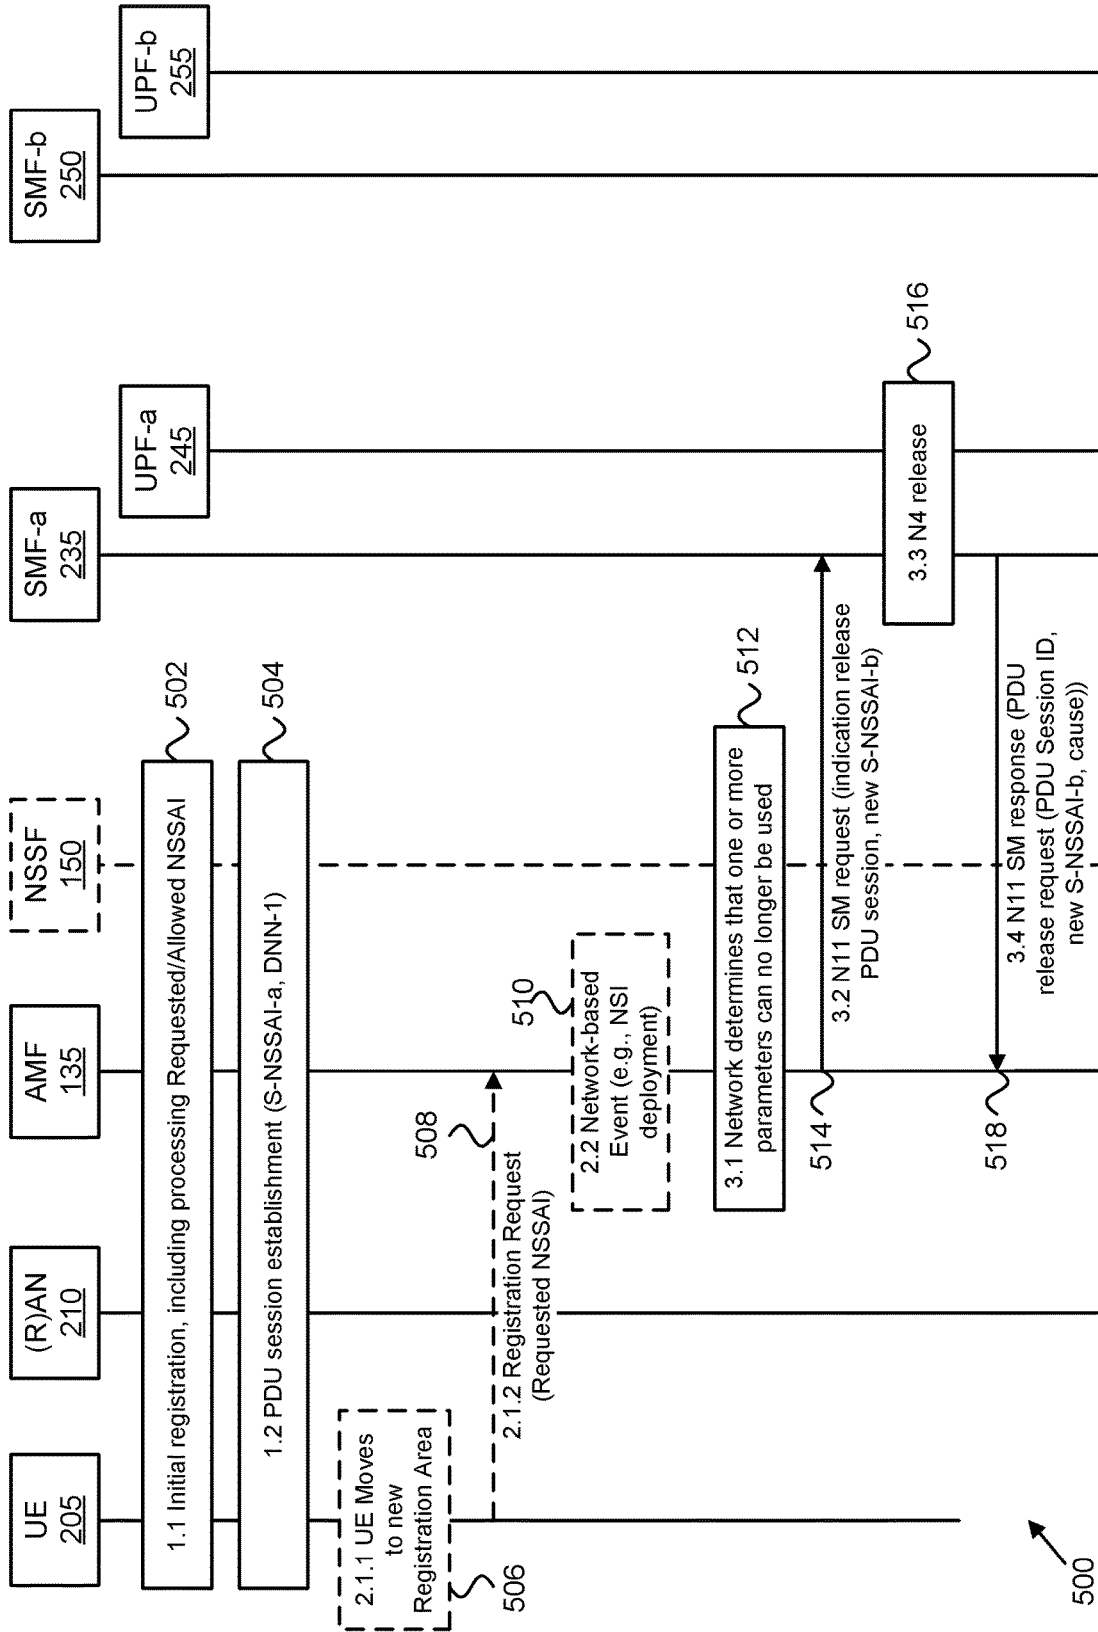 UE
205
(R)AN
210
AMF
135
NSSF
150
SMF-a
235
UPF-a
245
SMF-b
250
UPF-b
255
1.1 Initial registration, including processing Requested/Allowed NSSAI
502
1.2 PDU session establishment (S-NSSAI-a, DNN-1)
504
2.1.1 UE Moves
to new
Registration Area
506
508
2.1.2 Registration Request
(Requested NSSAI)
510
2.2 Network-based
Event (e.g., NSI
deployment)
512
3.1 Network determines that one or more
parameters can no longer be used
514
3.2 N11 SM request (indication release
PDU session, new S-NSSAI-b)
3.3 N4 release
516
518
3.4 N11 SM response (PDU
release request (PDU Session ID,
new S-NSSAI-b, cause))
500